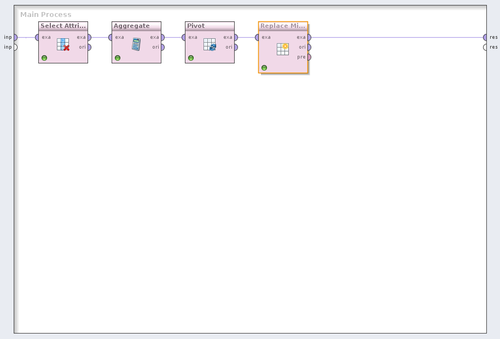 Main Process
Select Attri... Aggregate Pivot Replace Mi...
inp exa exa exa exa exa exa exa exa res
inp ori ori ori ori res
pre